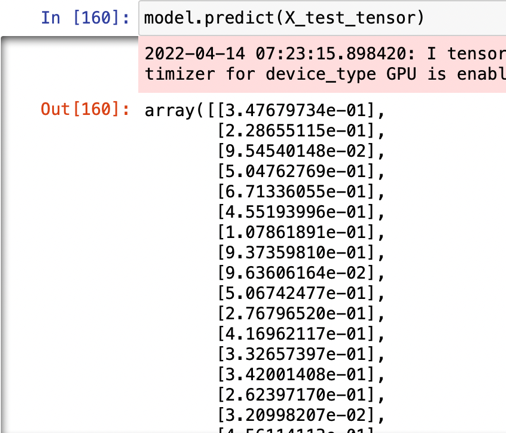 In [160]: model.predict(X_test_tensor)
2022-04-14 07:23:15.898420: I tensor
timizer for device_type GPU is enabl
Out[160]: array([[3.47679734e-01],
[2.28655115e-01],
[9.54540148e-02],
[5.04762769e-01],
[6.71336055e-01],
[4.55193996e-01],
[1.07861891e-01],
[9.37359810e-01],
[9.63606164e-02],
[5.06742477e-01],
[2.76796520e-01],
[4.16962117e-01],
[3.32657397e-01],
[3.42001408e-01],
[2.62397170e-01],
[3.20998207e-02],